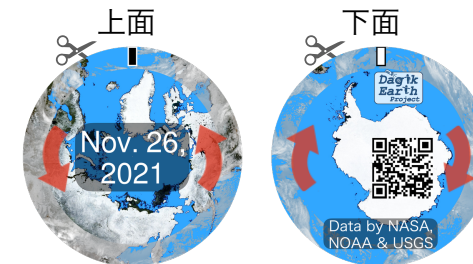 上面
下面
Nov. 26,
2021
Dagik
Earth
Project
Data by NASA,
NOAA & USGS